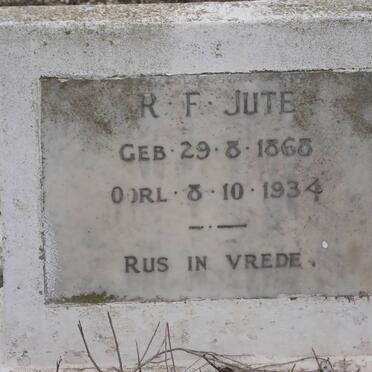 R · F · JUTE
GEB · 29 · 8 · 1868
OORL · 8 · 10 · 1934
RUS IN VREDE.